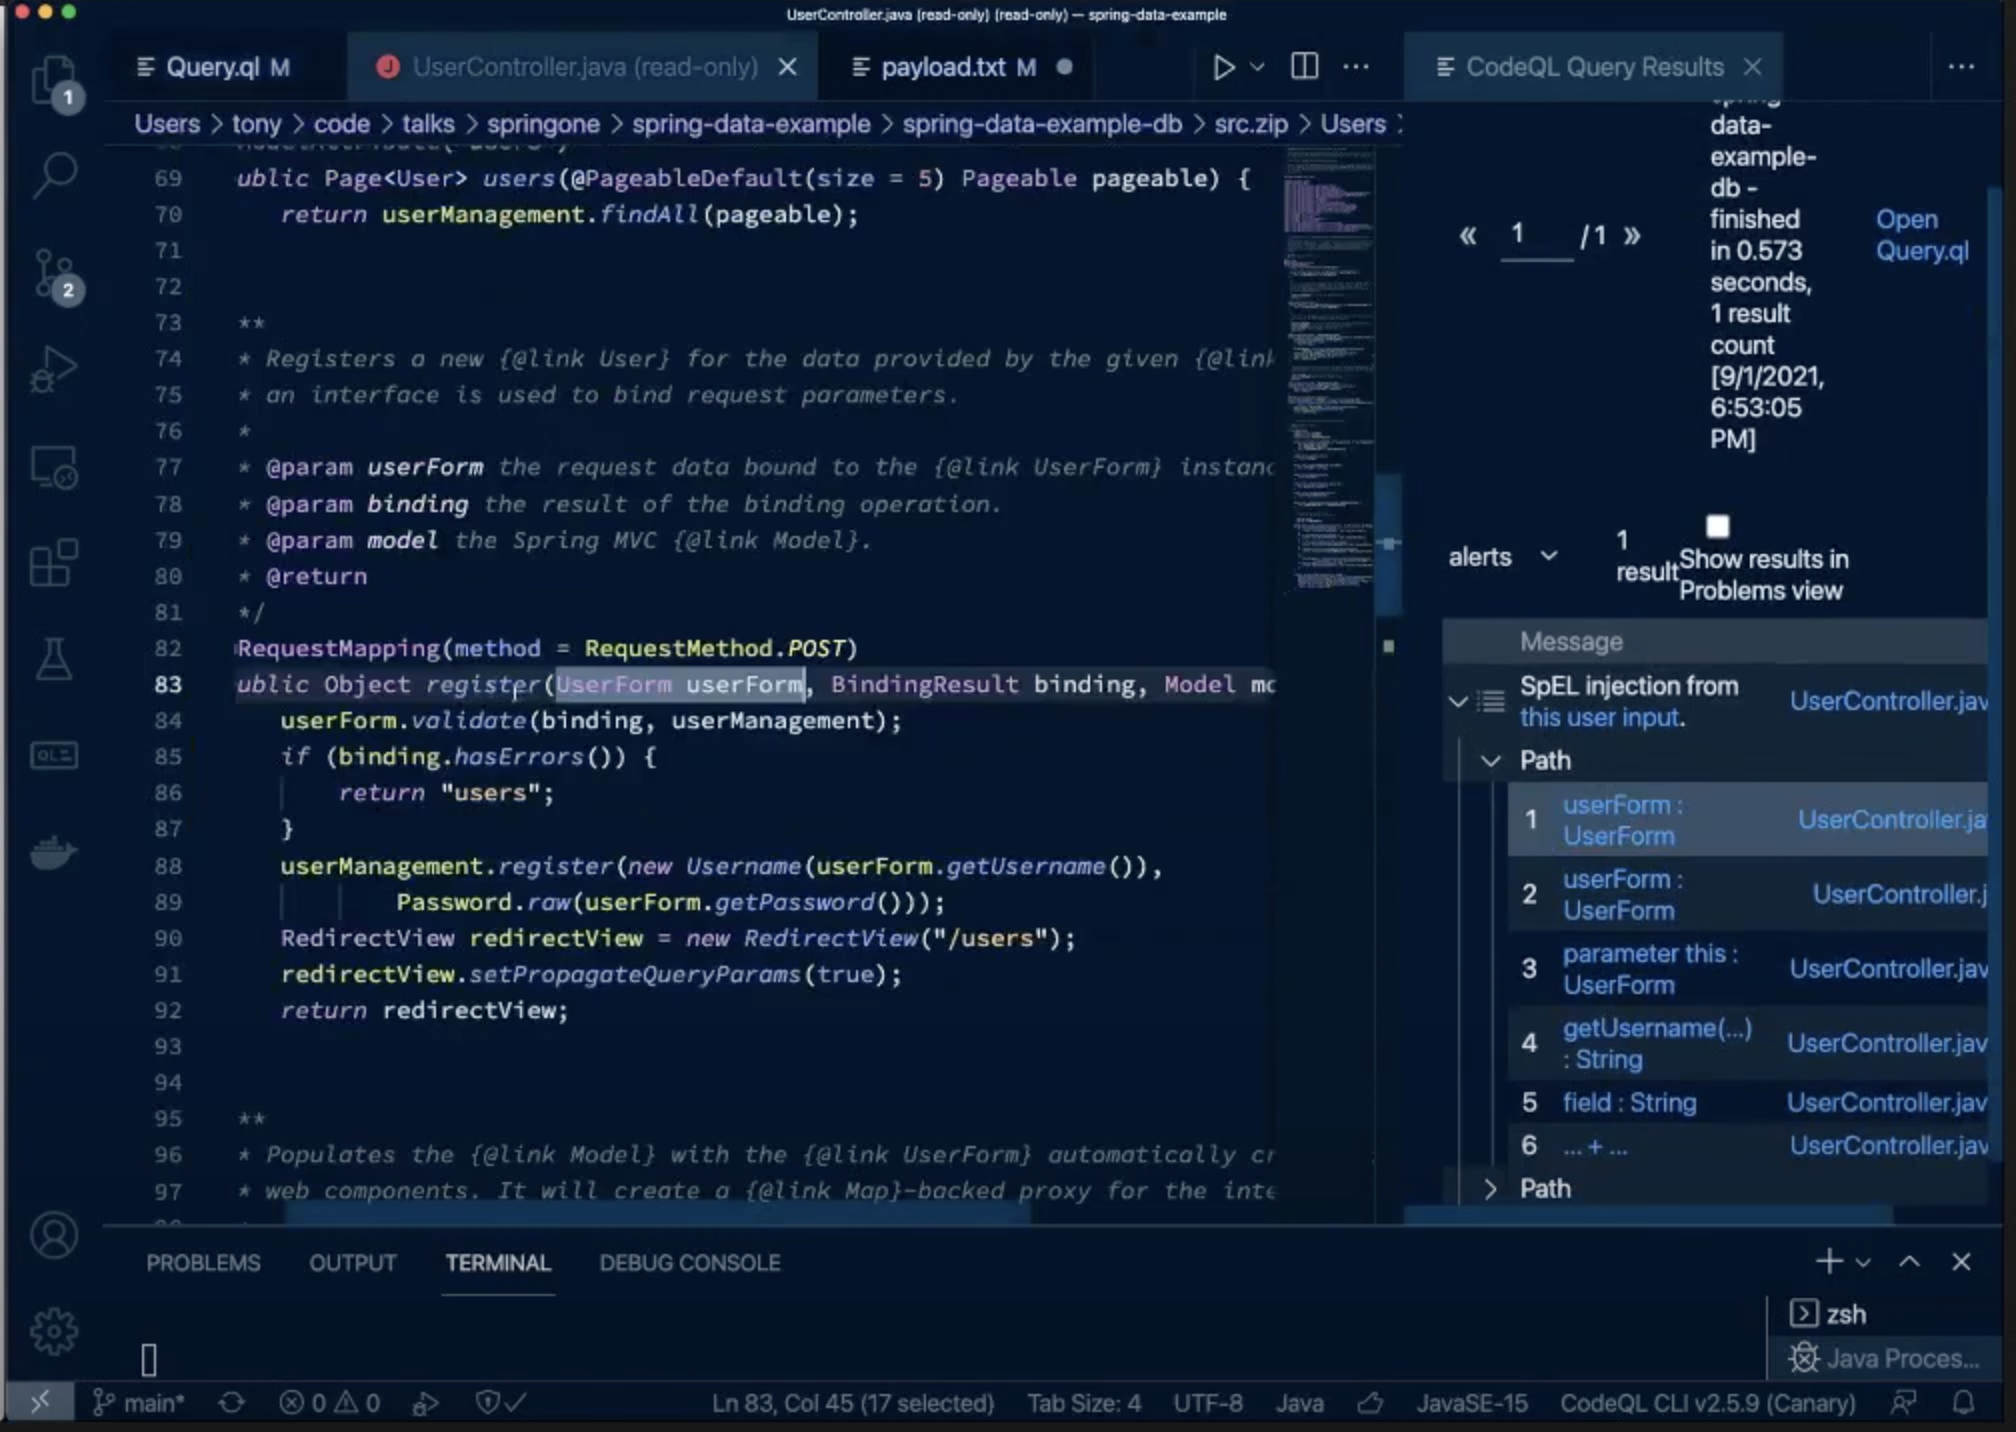 UserController.java (read-only) (read-only) — spring-data-example
Query.ql M
UserController.java (read-only)
payload.txt M
CodeQL Query Results
Users > tony > code > talks > springone > spring-data-example > spring-data-example-db > src.zip > Users >
69 ublic Page<User> users(@PageableDefault(size = 5) Pageable pageable) {
70 return userManagement.findAll(pageable);
71
72
73 **
74 * Registers a new {@link User} for the data provided by the given {@link
75 * an interface is used to bind request parameters.
76 *
77 * @param userForm the request data bound to the {@link UserForm} instanc
78 * @param binding the result of the binding operation.
79 * @param model the Spring MVC {@link Model}.
80 * @return
81 */
82 RequestMapping(method = RequestMethod.POST)
83 ublic Object register(UserForm userForm, BindingResult binding, Model mo
84 userForm.validate(binding, userManagement);
85 if (binding.hasErrors()) {
86 return "users";
87 }
88 userManagement.register(new Username(userForm.getUsername()),
89 Password.raw(userForm.getPassword()));
90 RedirectView redirectView = new RedirectView("/users");
91 redirectView.setPropagateQueryParams(true);
92 return redirectView;
93
94
95 **
96 * Populates the {@link Model} with the {@link UserForm} automatically cr
97 * web components. It will create a {@link Map}-backed proxy for the inte
« 1 / 1 »
data-
example-
db -
finished
in 0.573
seconds,
1 result
count
[9/1/2021,
6:53:05
PM]
Open
Query.ql
alerts
1
result
Show results in
Problems view
Message
SpEL injection from
this user input.
UserController.jav
Path
1 userForm :
UserForm
UserController.ja
2 userForm :
UserForm
UserController.j
3 parameter this :
UserForm
UserController.jav
4 getUsername(...)
: String
UserController.jav
5 field : String UserController.jav
6 ... + ... UserController.jav
Path
PROBLEMS OUTPUT TERMINAL DEBUG CONSOLE
zsh
Java Proces...
1
2
main* 0 0 Ln 83, Col 45 (17 selected) Tab Size: 4 UTF-8 Java JavaSE-15 CodeQL CLI v2.5.9 (Canary)